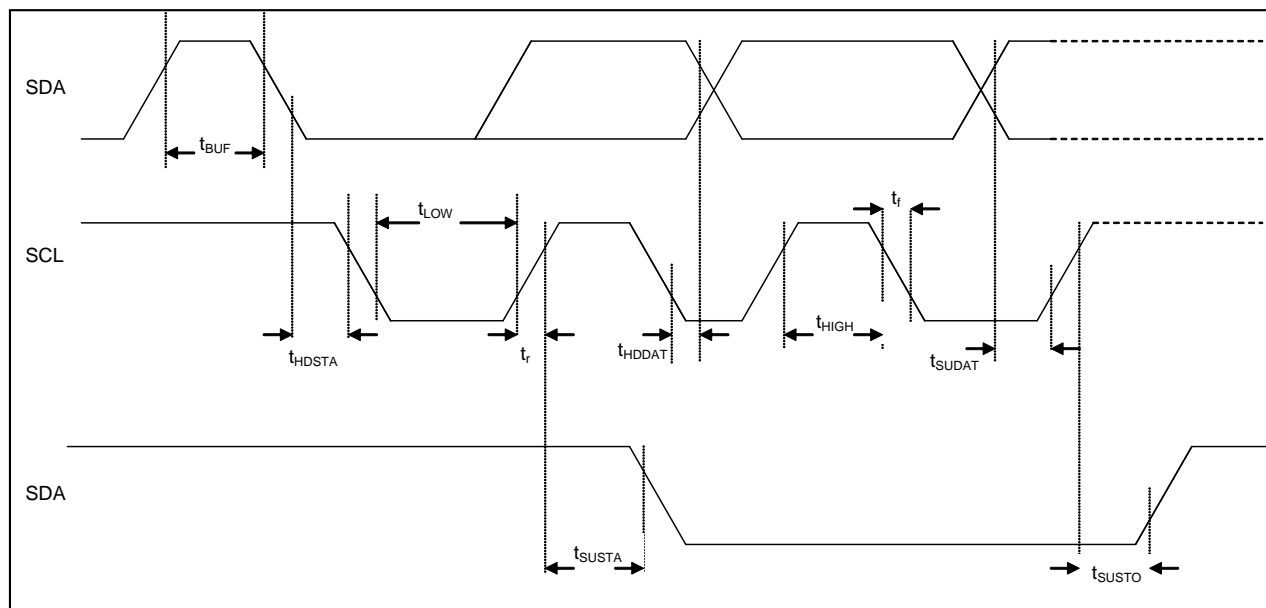 SDA
tBUF
tLOW
tf
SCL
tHDSTA
tr
tHDDAT
tHIGH
tSUDAT
SDA
tSUSTA
tSUSTO